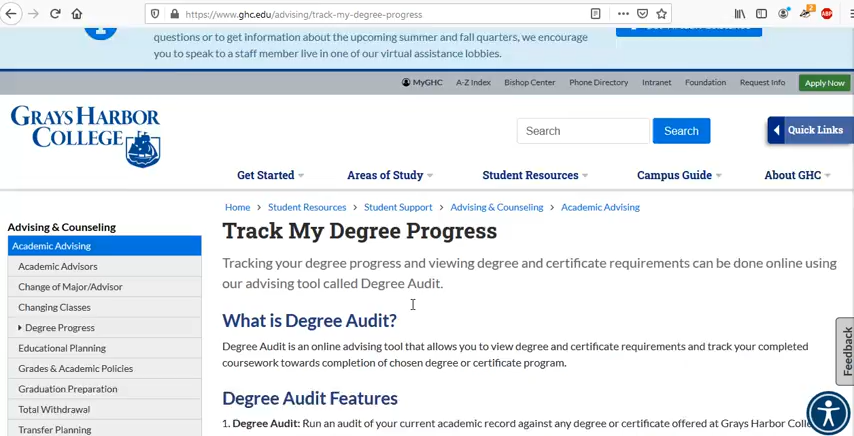 https://www.ghc.edu/advising/track-my-degree-progress
2
ABP
questions or to get information about the upcoming summer and fall quarters, we encourage
you to speak to a staff member live in one of our virtual assistance lobbies.
MyGHC A-Z Index Bishop Center Phone Directory Intranet Foundation Request Info Apply Now
GRAYS HARBOR
COLLEGE
Search Search
Quick Links
Get Started Areas of Study Student Resources Campus Guide About GHC
Home > Student Resources > Student Support > Advising & Counseling > Academic Advising
Advising & Counseling
Academic Advising
Academic Advisors
Change of Major/Advisor
Changing Classes
Degree Progress
Educational Planning
Grades & Academic Policies
Graduation Preparation
Total Withdrawal
Transfer Planning
Track My Degree Progress
Tracking your degree progress and viewing degree and certificate requirements can be done online using
our advising tool called Degree Audit.
What is Degree Audit?
Degree Audit is an online advising tool that allows you to view degree and certificate requirements and track your completed
coursework towards completion of chosen degree or certificate program.
Degree Audit Features
1. Degree Audit: Run an audit of your current academic record against any degree or certificate offered at Grays Harbor
Feedback